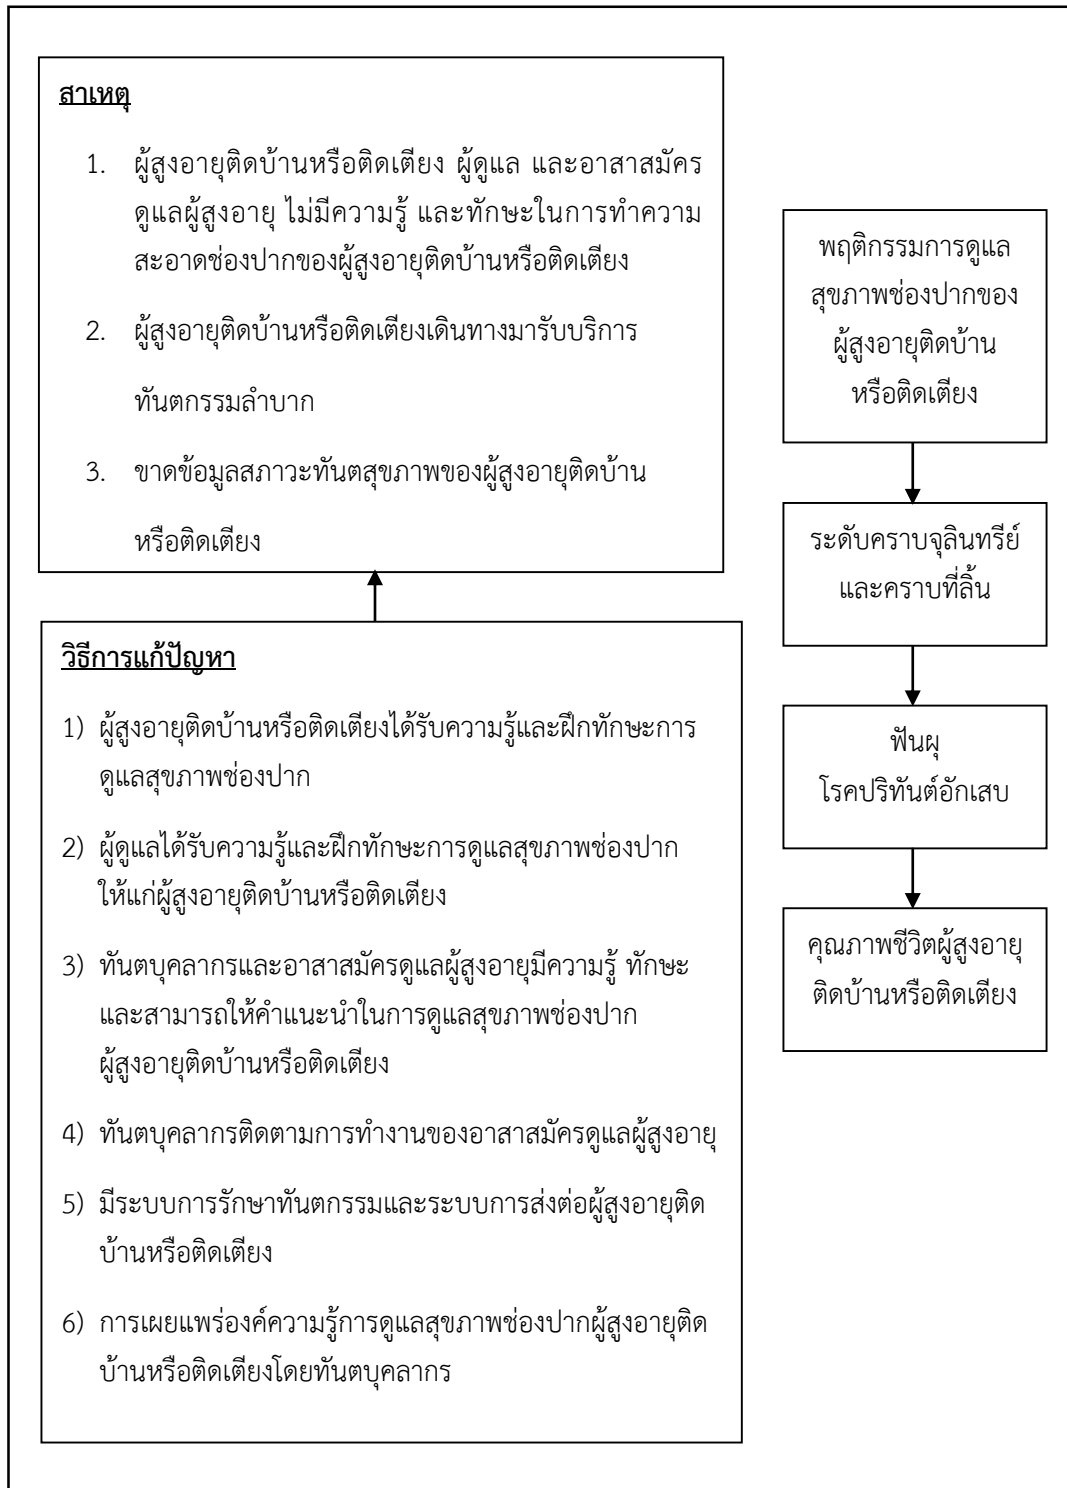 สาเหตุ
1. ผู้สูงอายุติดบ้านหรือติดเตียง ผู้ดูแล และอาสาสมัคร
ดูแลผู้สูงอายุ ไม่มีความรู้ และทักษะในการทำความ
สะอาดช่องปากของผู้สูงอายุติดบ้านหรือติดเตียง
2. ผู้สูงอายุติดบ้านหรือติดเตียงเดินทางมารับบริการ
ทันตกรรมลำบาก
3. ขาดข้อมูลสภาวะทันตสุขภาพของผู้สูงอายุติดบ้าน
หรือติดเตียง
วิธีการแก้ปัญหา
1) ผู้สูงอายุติดบ้านหรือติดเตียงได้รับความรู้และฝึกทักษะการ
ดูแลสุขภาพช่องปาก
2) ผู้ดูแลได้รับความรู้และฝึกทักษะการดูแลสุขภาพช่องปาก
ให้แก่ผู้สูงอายุติดบ้านหรือติดเตียง
3) ทันตบุคลากรและอาสาสมัครดูแลผู้สูงอายุมีความรู้ ทักษะ
และสามารถให้คำแนะนำในการดูแลสุขภาพช่องปาก
ผู้สูงอายุติดบ้านหรือติดเตียง
4) ทันตบุคลากรติดตามการทำงานของอาสาสมัครดูแลผู้สูงอายุ
5) มีระบบการรักษาทันตกรรมและระบบการส่งต่อผู้สูงอายุติด
บ้านหรือติดเตียง
6) การเผยแพร่องค์ความรู้การดูแลสุขภาพช่องปากผู้สูงอายุติด
บ้านหรือติดเตียงโดยทันตบุคลากร
พฤติกรรมการดูแล
สุขภาพช่องปากของ
ผู้สูงอายุติดบ้าน
หรือติดเตียง
ระดับคราบจุลินทรีย์
และคราบที่ลิ้น
ฟันผุ
โรคปริทันต์อักเสบ
คุณภาพชีวิตผู้สูงอายุ
ติดบ้านหรือติดเตียง